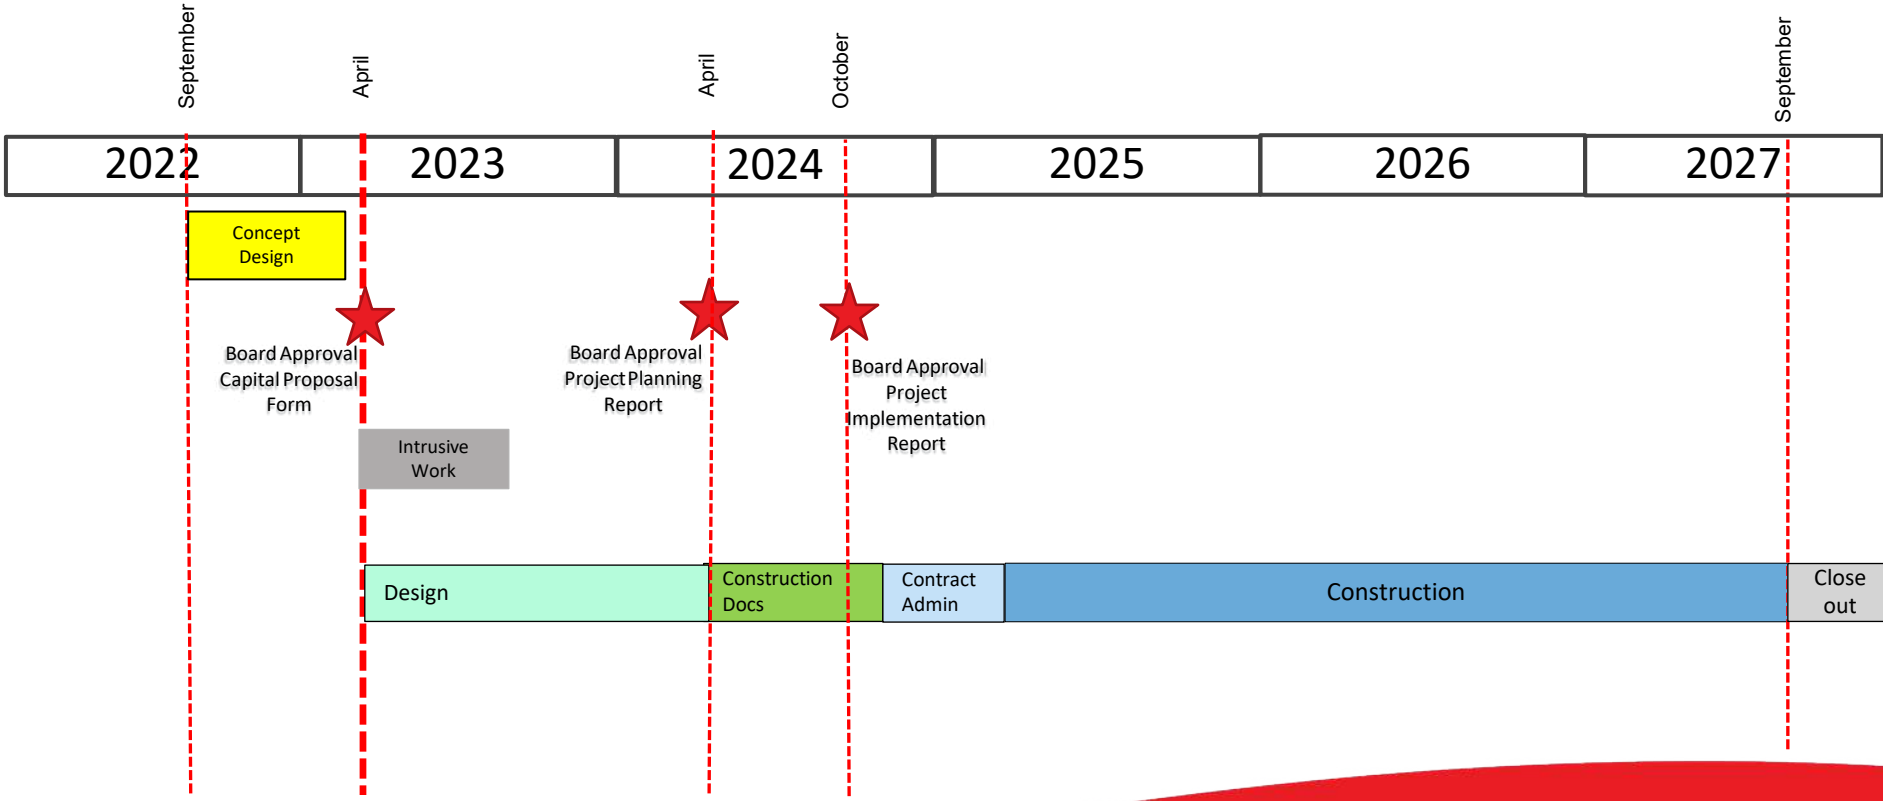 September
April
April
October
September
2022
2023
2024
2025
2026
2027
Concept
Design
Board Approval
Capital Proposal
Form
Board Approval
Project Planning
Report
Board Approval
Project
Implementation
Report
Intrusive
Work
Design
Construction
Docs
Contract
Admin
Construction
Close
out